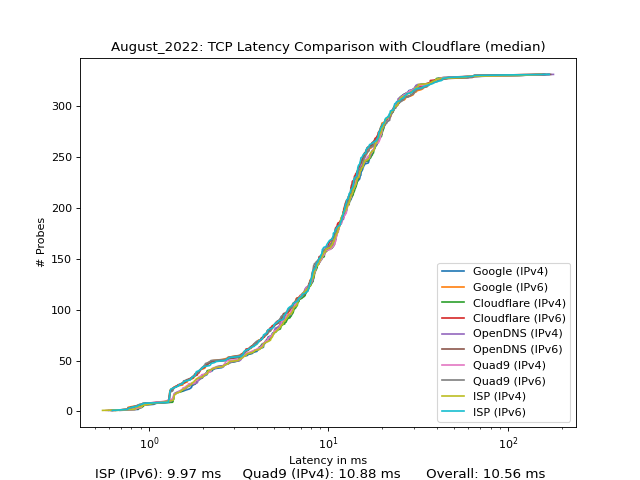 August_2022: TCP Latency Comparison with Cloudflare (median)
300
250
200
150
100
50
0
# Probes
Google (IPv4)
Google (IPv6)
Cloudflare (IPv4)
Cloudflare (IPv6)
OpenDNS (IPv4)
OpenDNS (IPv6)
Quad9 (IPv4)
Quad9 (IPv6)
ISP (IPv4)
ISP (IPv6)
10⁰ 10¹ 10²
Latency in ms
ISP (IPv6): 9.97 ms Quad9 (IPv4): 10.88 ms Overall: 10.56 ms